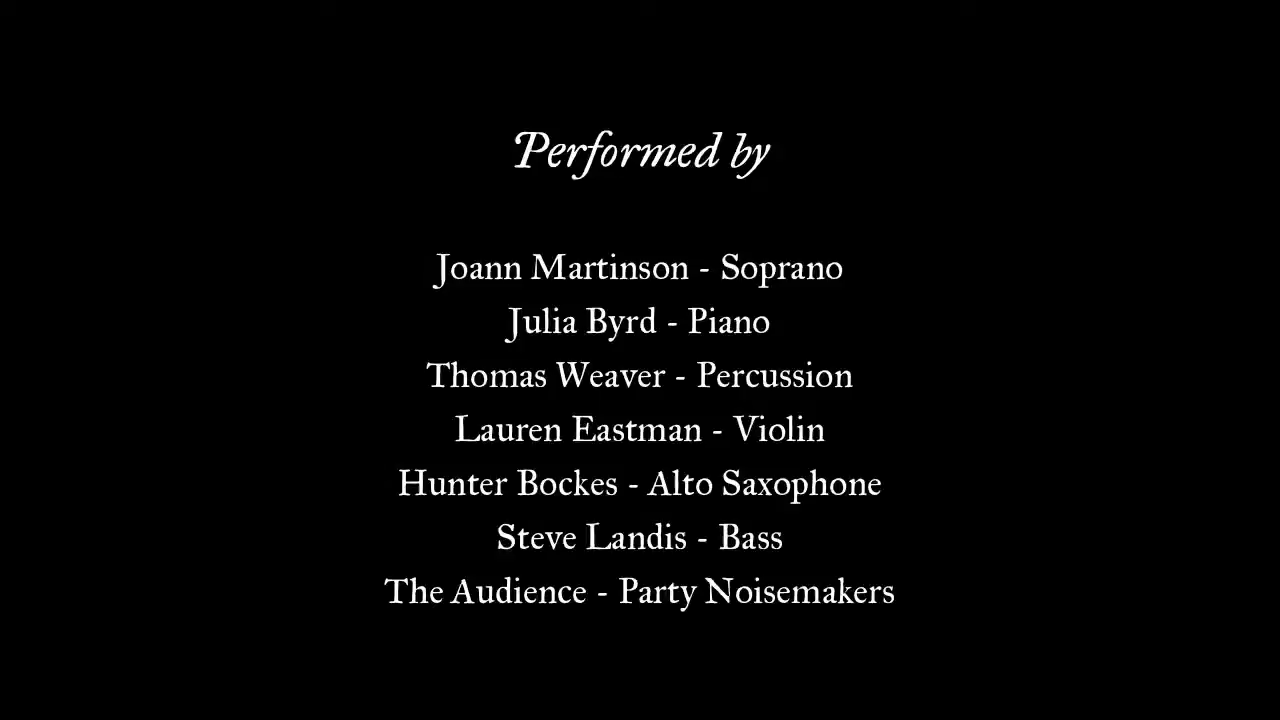 Performed by
Joann Martinson - Soprano
Julia Byrd - Piano
Thomas Weaver - Percussion
Lauren Eastman - Violin
Hunter Bockes - Alto Saxophone
Steve Landis - Bass
The Audience - Party Noisemakers